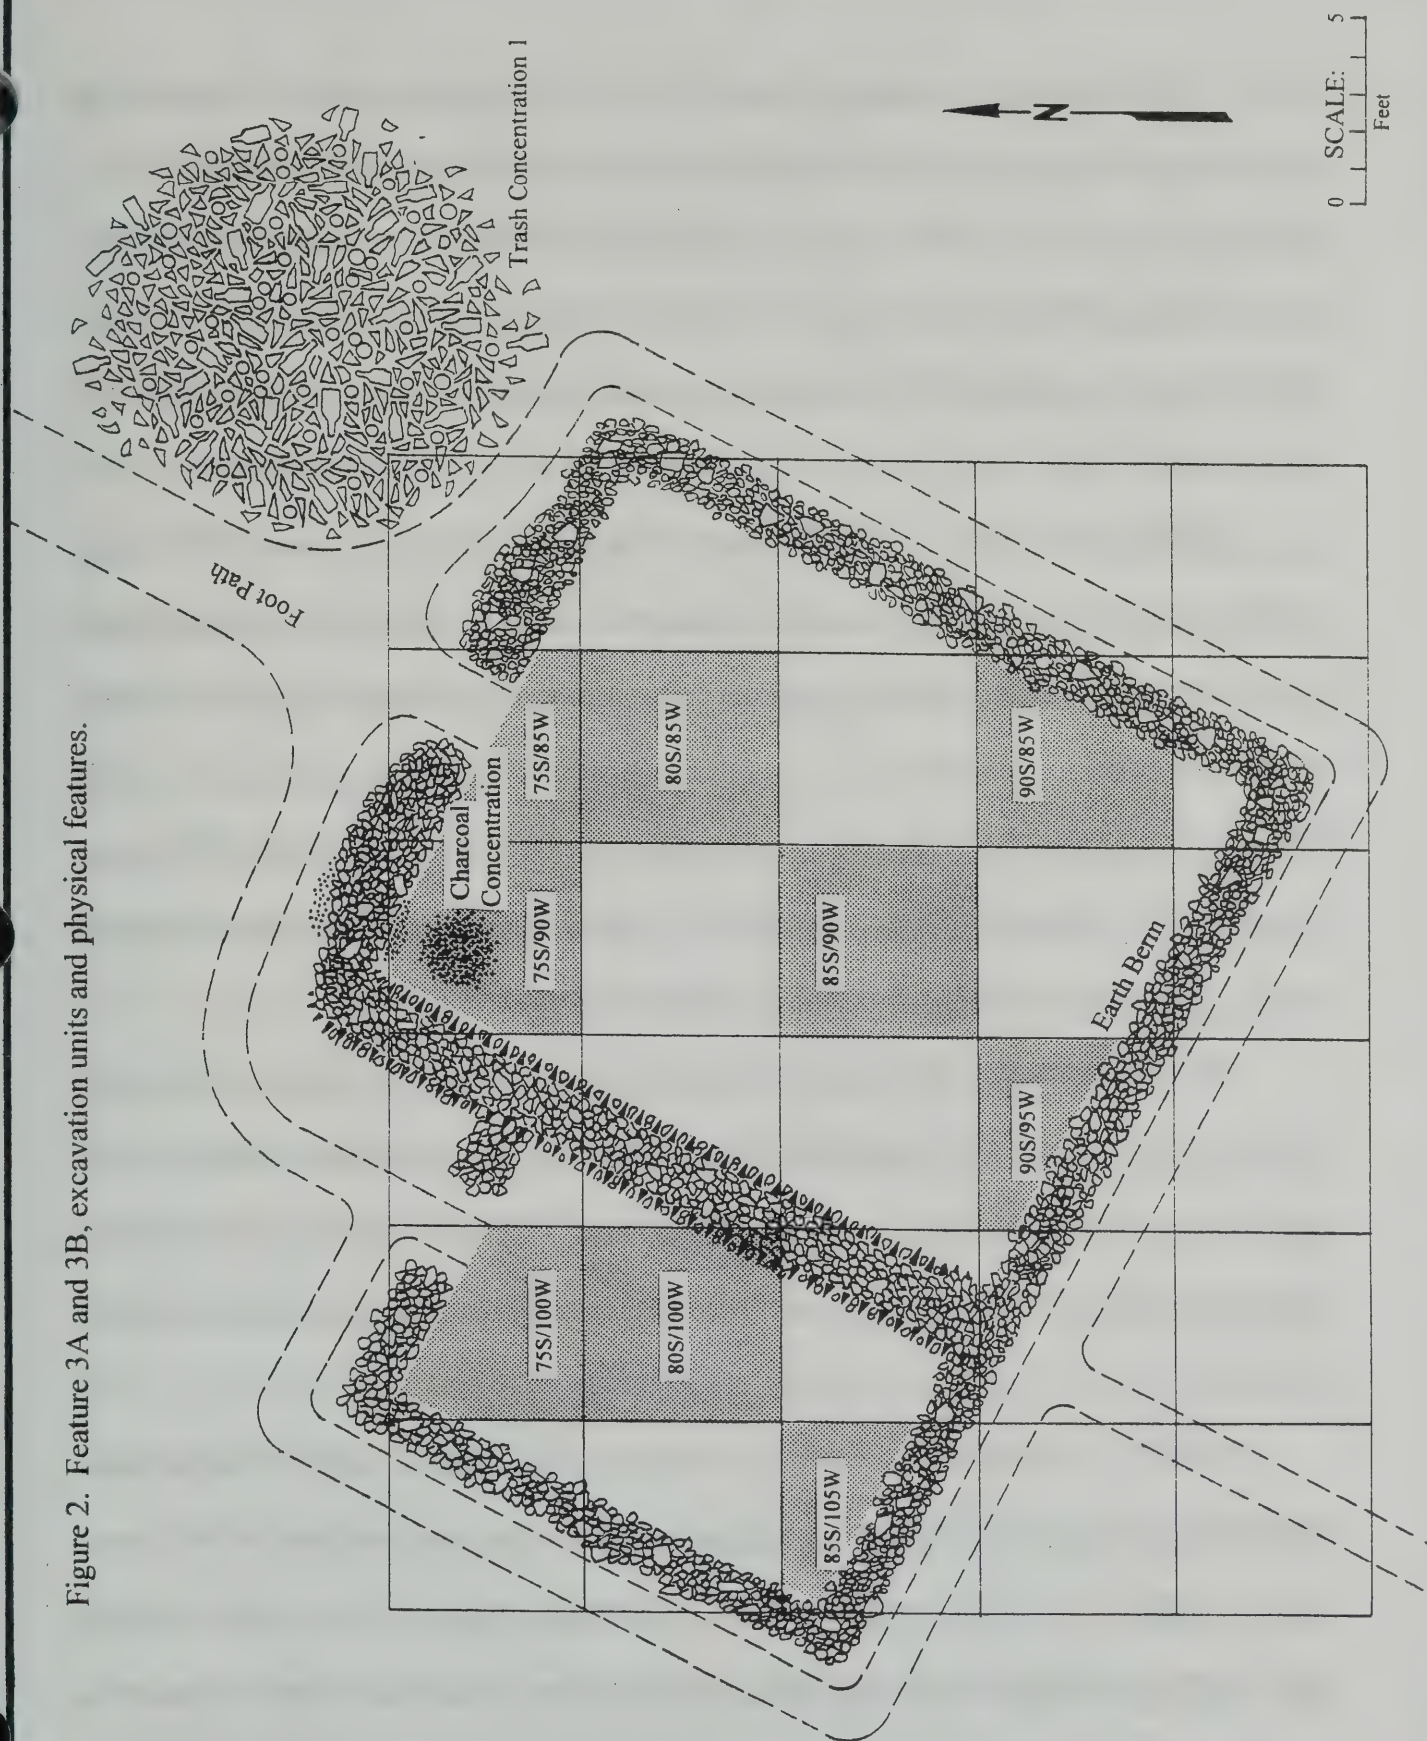 Figure 2. Feature 3A and 3B, excavation units and physical features.
Trash Concentration 1
Foot Path
Charcoal
Concentration
75S/85W
80S/85W
90S/85W
75S/90W
85S/90W
90S/95W
75S/100W
80S/100W
85S/105W
Earth Berm
N
SCALE:
0 5
Feet